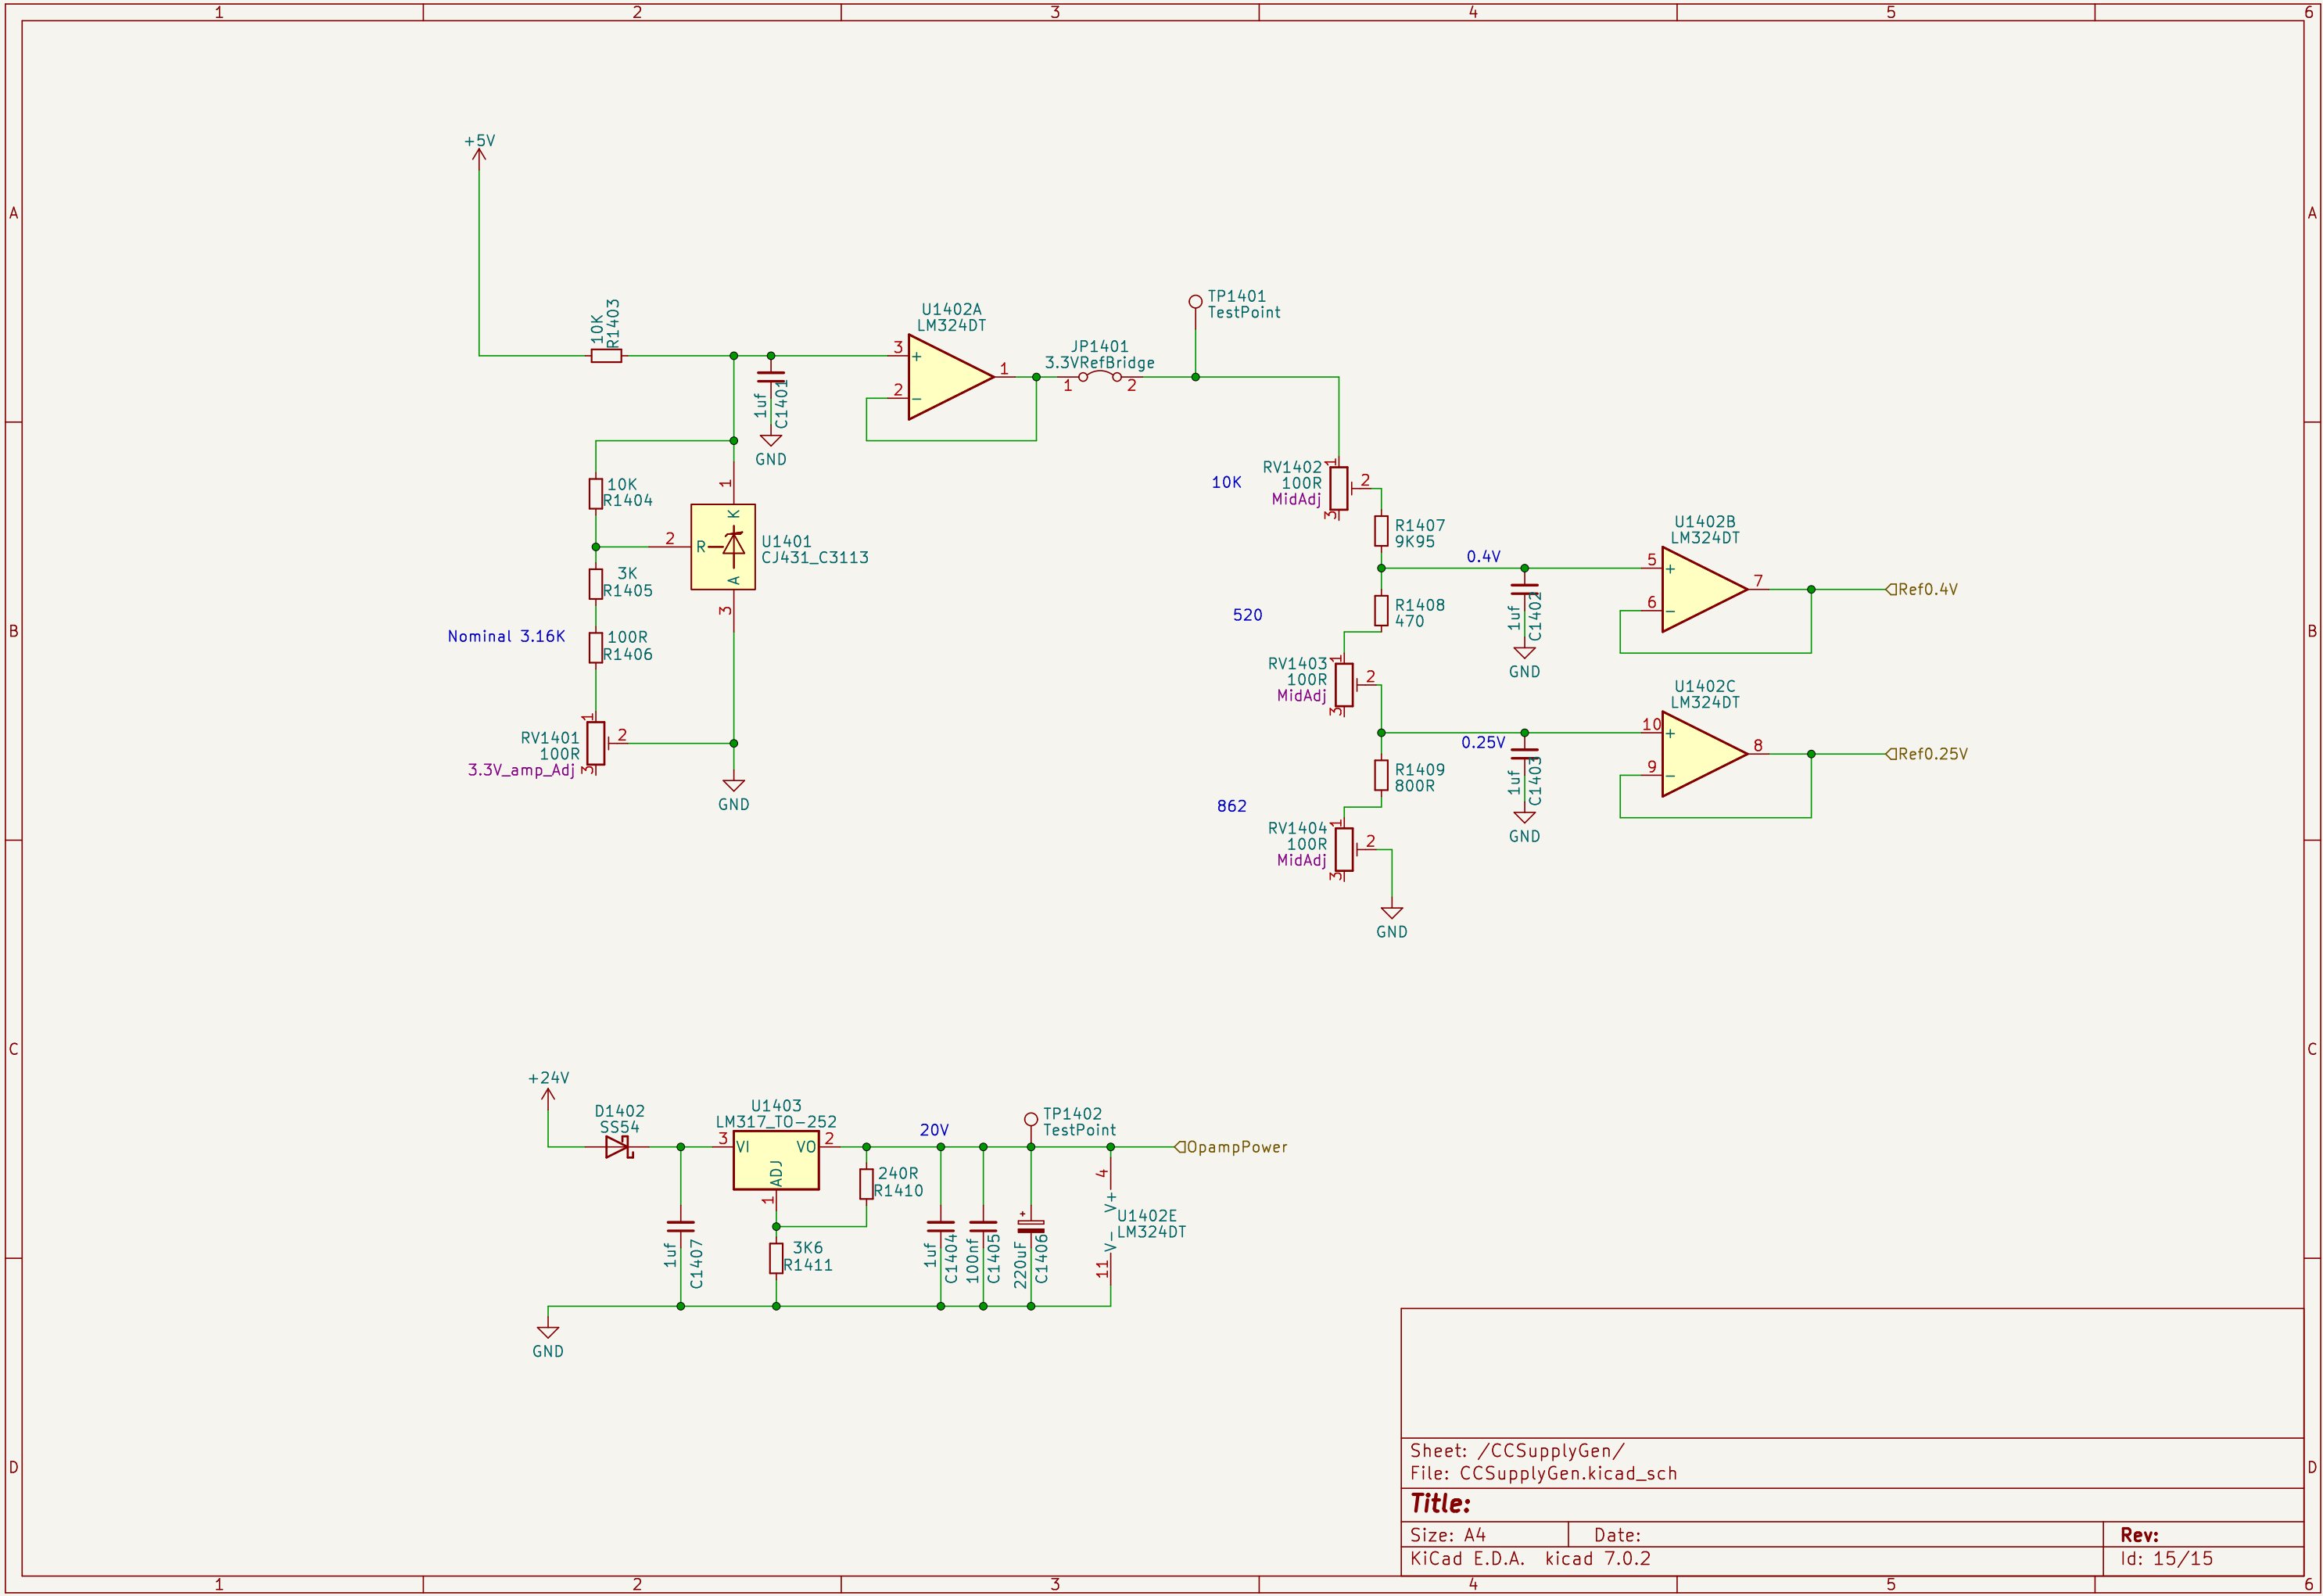 1 2 3 4 5 6
A
B
C
D
A
B
C
D
+5V
10K
R1403
U1402A
LM324DT
3
+
2
−
1
1uf
C1401
GND
JP1401
3.3VRefBridge
1 2
TP1401
TestPoint
10K
R1404
3K
R1405
Nominal 3.16K
100R
R1406
1
K
2
R
A
3
U1401
CJ431_C3113
RV1401
100R
3.3V_amp_Adj
1
2
3
GND
10K
RV1402
100R
MidAdj
1
2
3
R1407
9K95
0.4V
520
R1408
470
1uf
C1402
GND
U1402B
LM324DT
5
+
6
−
7
Ref0.4V
RV1403
100R
MidAdj
1
2
3
0.25V
R1409
800R
862
1uf
C1403
GND
U1402C
LM324DT
10
+
9
−
8
Ref0.25V
RV1404
100R
MidAdj
1
2
3
GND
+24V
D1402
SS54
U1403
LM317_TO-252
3
VI
VO
2
ADJ
1
240R
R1410
3K6
R1411
1uf
C1407
20V
1uf
C1404
100nf
C1405
+
220uF
C1406
TP1402
TestPoint
4
V+
V-
11
U1402E
LM324DT
OpampPower
GND
Sheet: /CCSupplyGen/
File: CCSupplyGen.kicad_sch
Title:
Size: A4 Date: Rev:
KiCad E.D.A. kicad 7.0.2 Id: 15/15
1 2 3 4 5 6